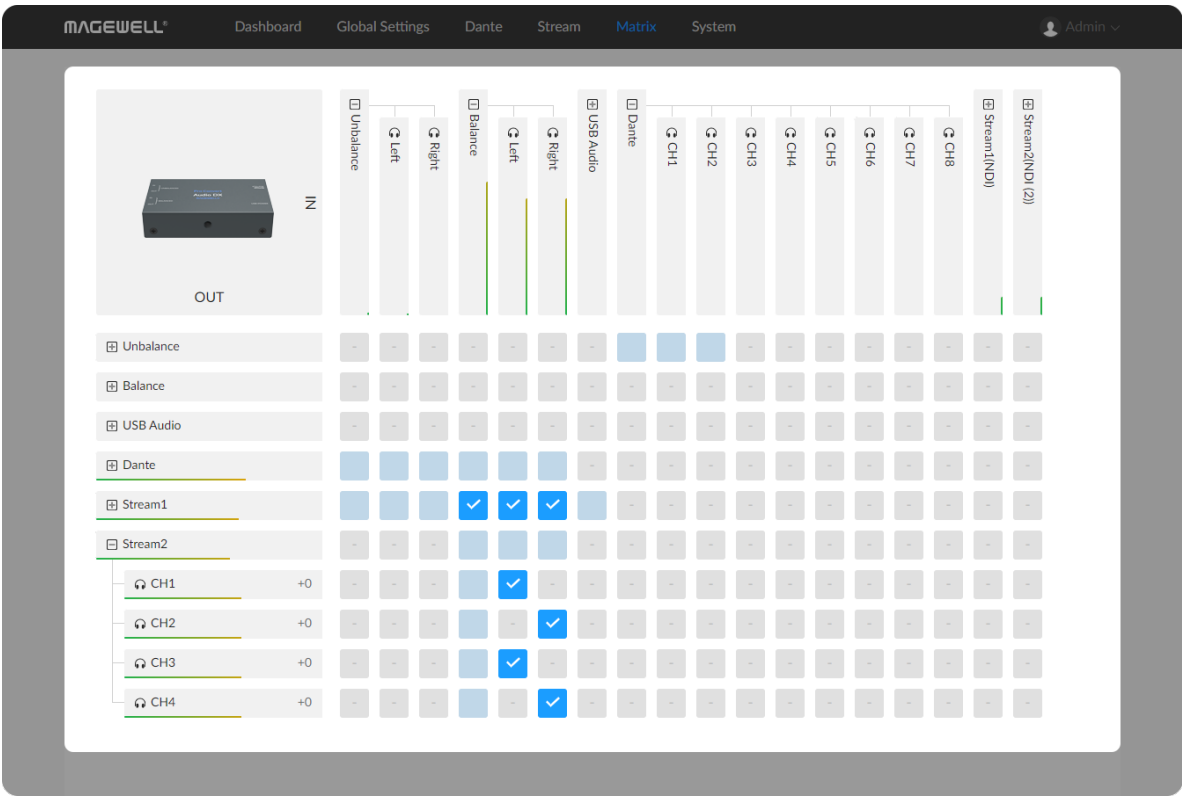 MAGEWELL®
Dashboard
Global Settings
Dante
Stream
Matrix
System
Admin
IN
OUT
Unbalance
Left
Right
Balance
Left
Right
USB Audio
Dante
CH1
CH2
CH3
CH4
CH5
CH6
CH7
CH8
Stream1(NDI)
Stream2(NDI (2))
Audio DX
Unbalance
Balance
USB Audio
Dante
Stream1
Stream2
CH1 +0
CH2 +0
CH3 +0
CH4 +0